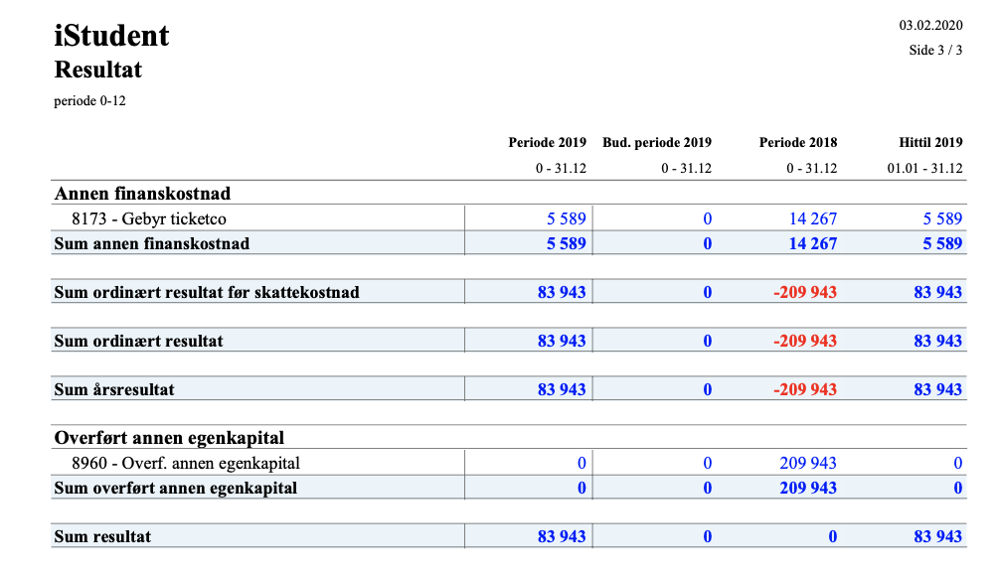 iStudent
03.02.2020
Resultat
Side 3 / 3
periode 0-12
Periode 2019 Bud. periode 2019 Periode 2018 Hittil 2019
0 - 31.12 0 - 31.12 0 - 31.12 01.01 - 31.12
Annen finanskostnad
8173 - Gebyr ticketco 5 589 0 14 267 5 589
Sum annen finanskostnad 5 589 0 14 267 5 589
Sum ordinært resultat før skattekostnad 83 943 0 -209 943 83 943
Sum ordinært resultat 83 943 0 -209 943 83 943
Sum årsresultat 83 943 0 -209 943 83 943
Overført annen egenkapital
8960 - Overf. annen egenkapital 0 0 209 943 0
Sum overført annen egenkapital 0 0 209 943 0
Sum resultat 83 943 0 0 83 943